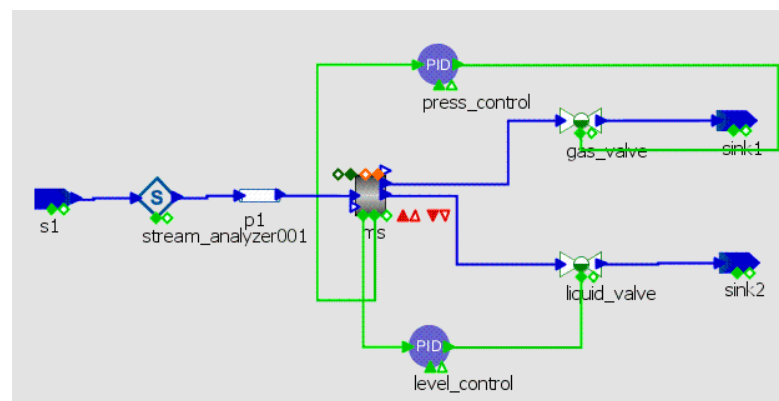 PID
press_control
gas_valve
sink1
S
s1
stream_analyzer001
p1
ms
liquid_valve
sink2
PID
level_control